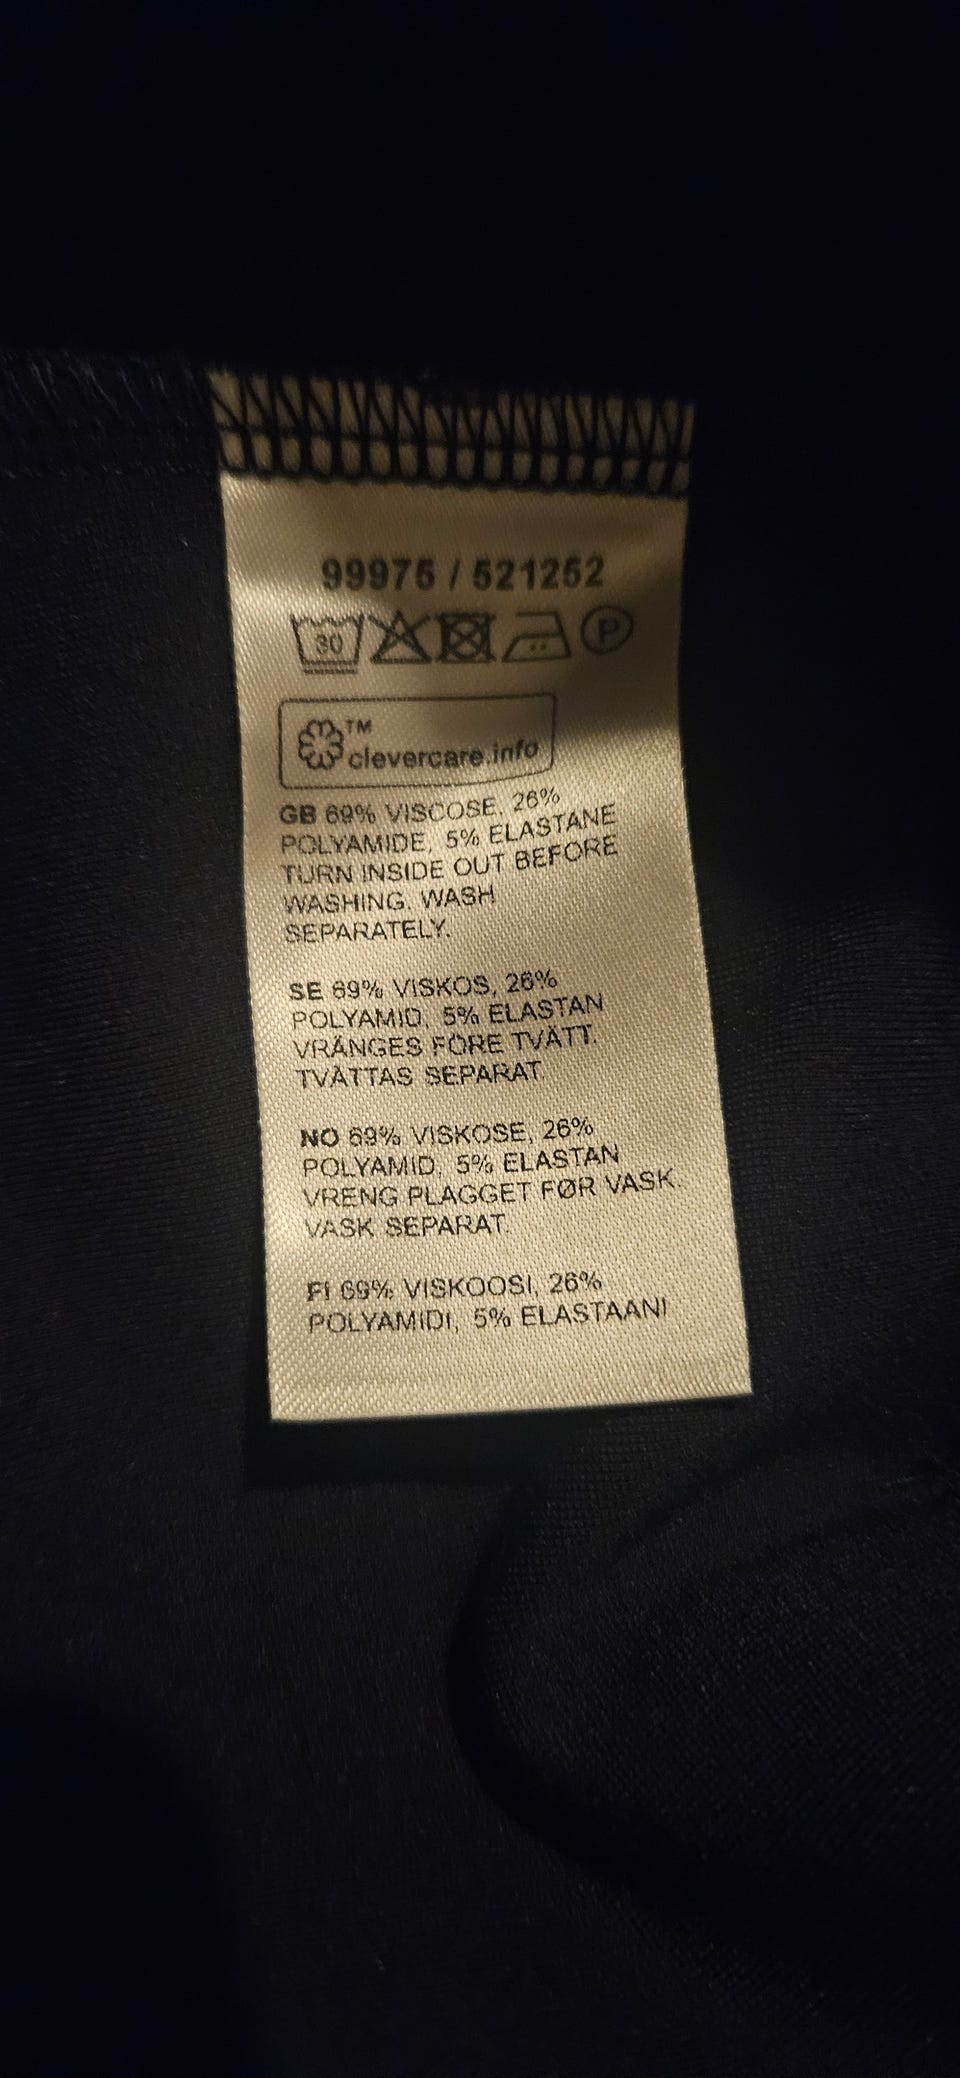 99975 / 521252
30 P
TM
clevercare.info
GB 69% VISCOSE, 26%
POLYAMIDE, 5% ELASTANE
TURN INSIDE OUT BEFORE
WASHING. WASH
SEPARATELY.
SE 69% VISKOS, 26%
POLYAMID, 5% ELASTAN
VRÄNGES FÖRE TVÄTT.
TVÄTTAS SEPARAT.
NO 69% VISKOSE, 26%
POLYAMID, 5% ELASTAN
VRENG PLAGGET FØR VASK.
VASK SEPARAT.
FI 69% VISKOOSI, 26%
POLYAMIDI, 5% ELASTAANI